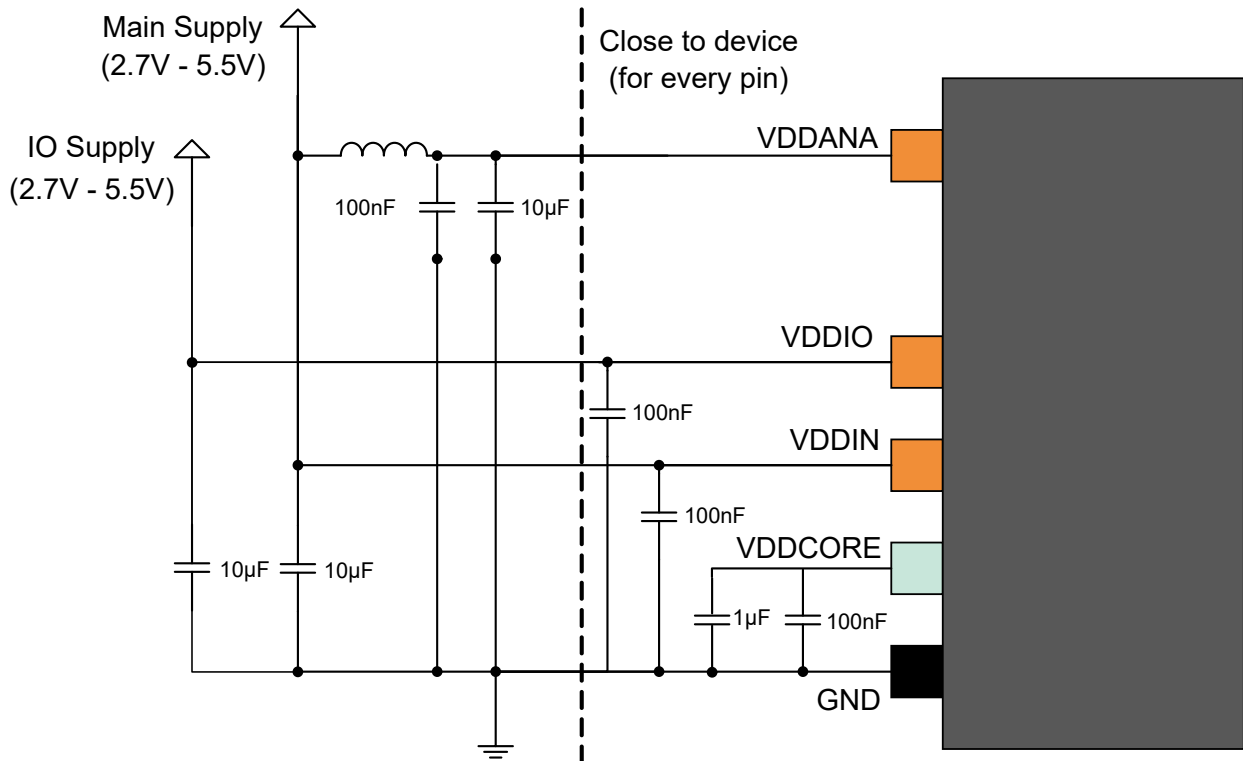 Main Supply
(2.7V - 5.5V)
Close to device
(for every pin)
IO Supply
(2.7V - 5.5V)
VDDANA
100nF
10µF
VDDIO
100nF
VDDIN
100nF
VDDCORE
10µF
10µF
1µF
100nF
GND